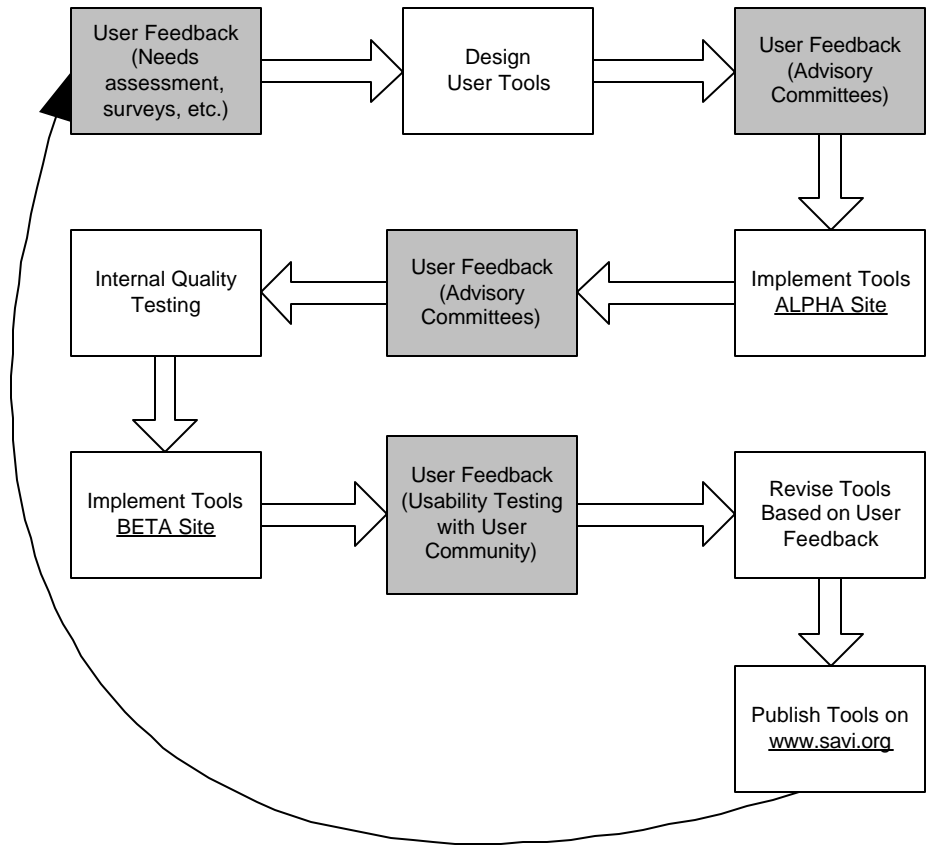 User Feedback
(Needs
assessment,
surveys, etc.)
Design
User Tools
User Feedback
(Advisory
Committees)
Implement Tools
ALPHA Site
User Feedback
(Advisory
Committees)
Internal Quality
Testing
Implement Tools
BETA Site
User Feedback
(Usability Testing
with User
Community)
Revise Tools
Based on User
Feedback
Publish Tools on
www.savi.org